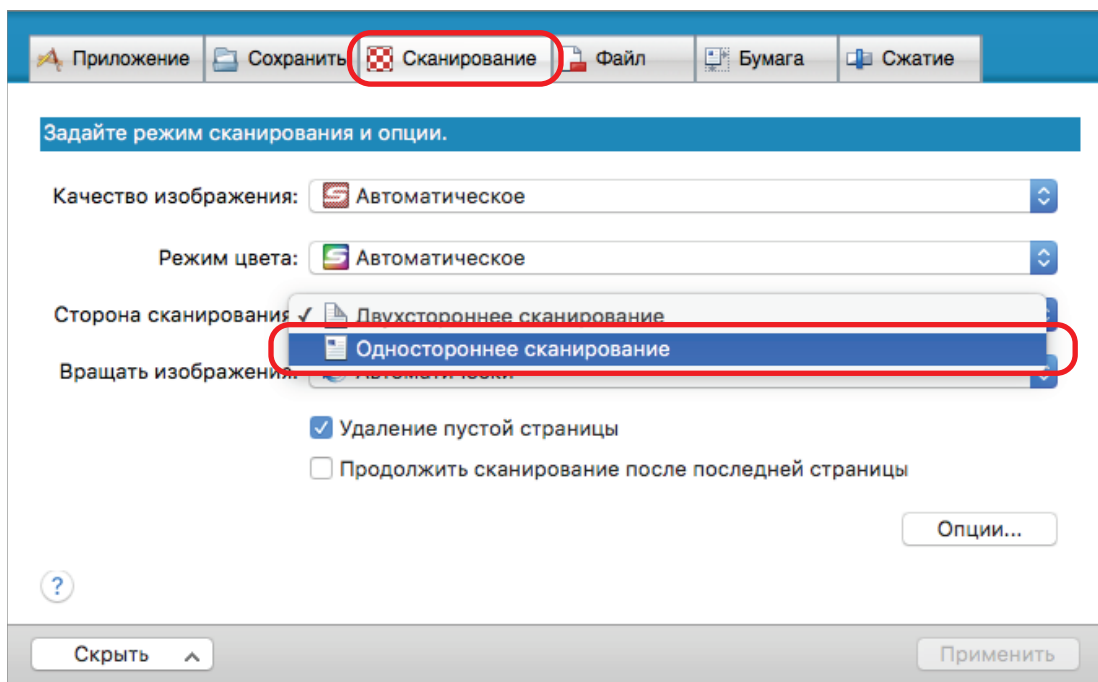 Приложение Сохранить Сканирование Файл Бумага Сжатие
Задайте режим сканирования и опции.
Качество изображения: Автоматическое
Режим цвета: Автоматическое
Сторона сканирования ✓ Двухстороннее сканирование
Одностороннее сканирование
Вращать изображения: Автоматически
Удаление пустой страницы
Продолжить сканирование после последней страницы
Опции...
?
Скрыть Применить